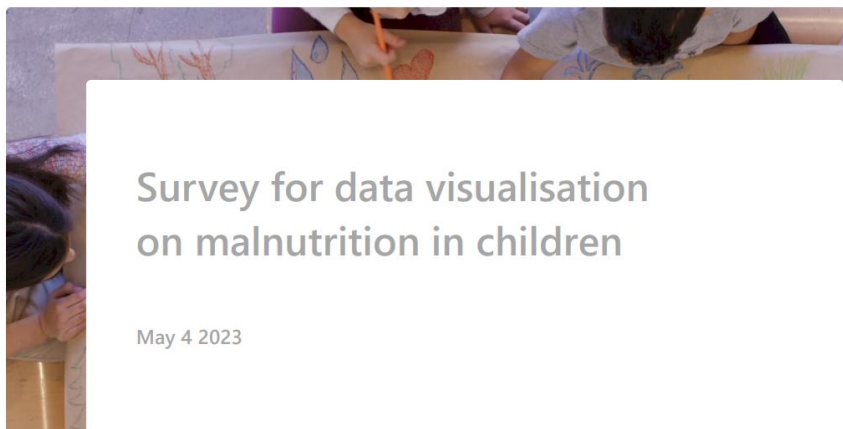 Survey for data visualisation
on malnutrition in children
May 4 2023